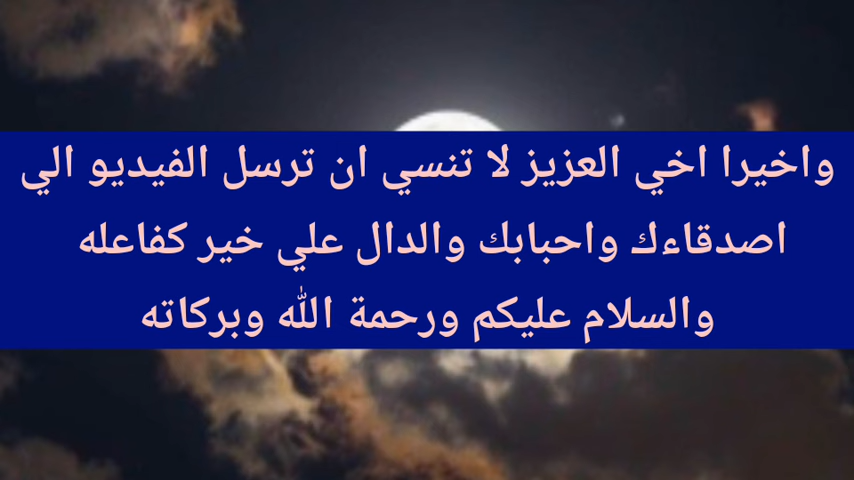 واخيرا اخي العزيز لا تنسي ان ترسل الفيديو الي
اصدقاءك واحبابك والدال علي خير كفاعله
والسلام عليكم ورحمة الله وبركاته